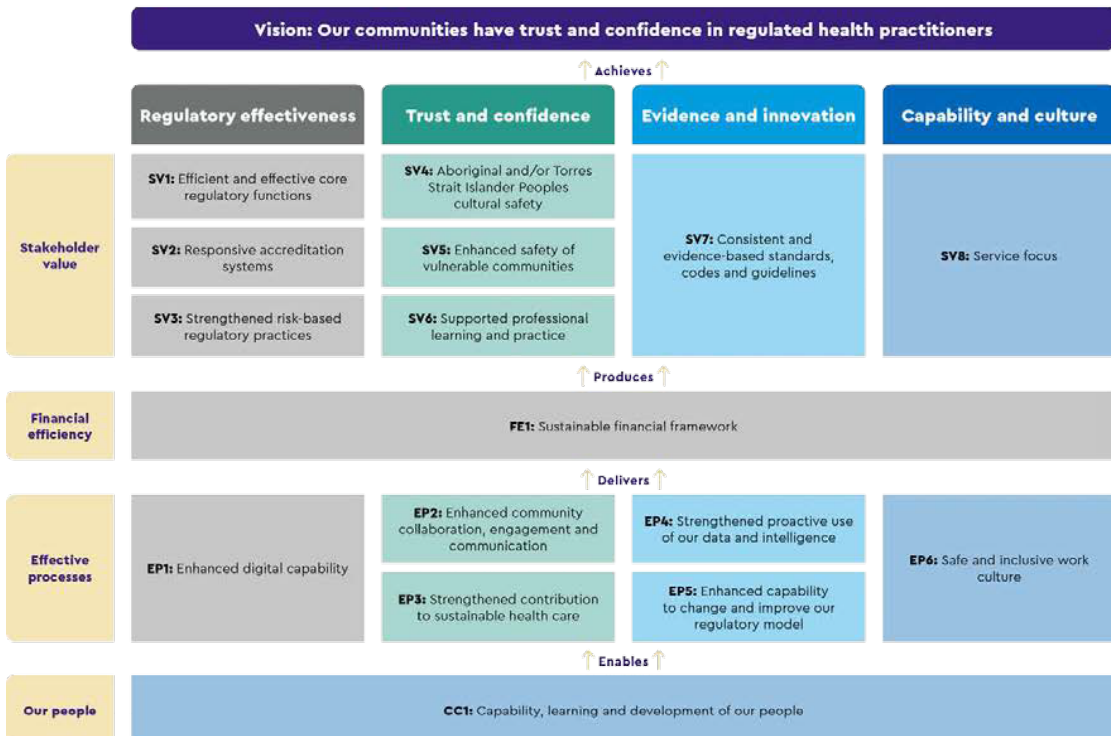 Vision: Our communities have trust and confidence in regulated health practitioners
↑ Achieves ↑
Regulatory effectiveness
Trust and confidence
Evidence and innovation
Capability and culture
Stakeholder
value
SV1: Efficient and effective core
regulatory functions
SV2: Responsive accreditation
systems
SV3: Strengthened risk-based
regulatory practices
SV4: Aboriginal and/or Torres
Strait Islander Peoples
cultural safety
SV5: Enhanced safety of
vulnerable communities
SV6: Supported professional
learning and practice
SV7: Consistent and
evidence-based standards,
codes and guidelines
SV8: Service focus
↑ Produces ↑
Financial
efficiency
FE1: Sustainable financial framework
↑ Delivers ↑
Effective
processes
EP1: Enhanced digital capability
EP2: Enhanced community
collaboration, engagement and
communication
EP3: Strengthened contribution
to sustainable health care
EP4: Strengthened proactive use
of our data and intelligence
EP5: Enhanced capability
to change and improve our
regulatory model
EP6: Safe and inclusive work
culture
↑ Enables ↑
Our people
CC1: Capability, learning and development of our people